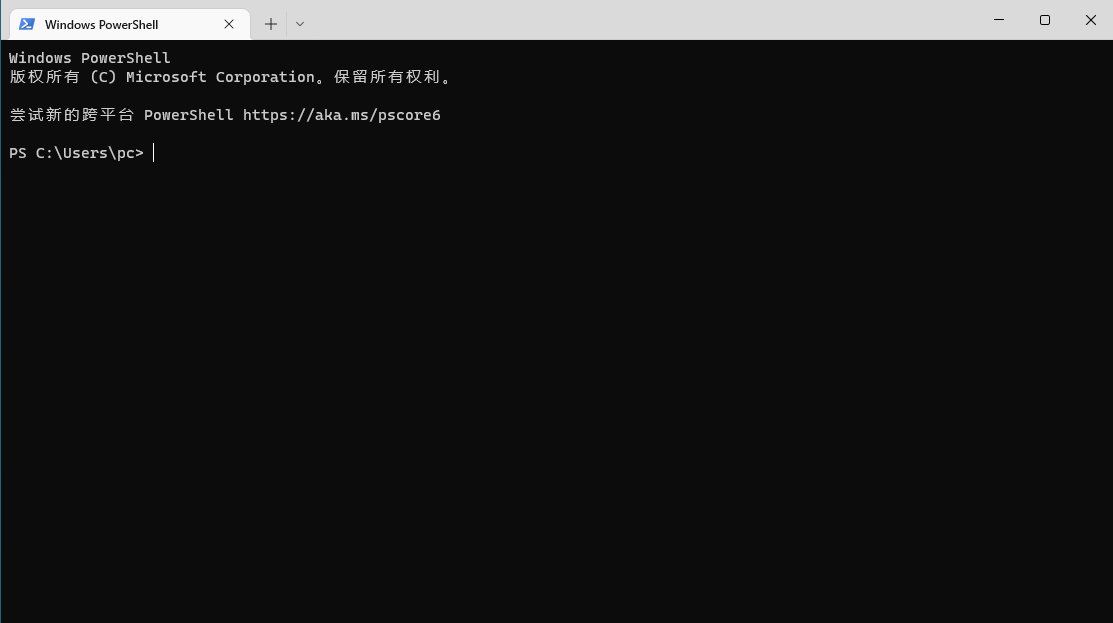 Windows PowerShell
Windows PowerShell
版权所有 (C) Microsoft Corporation。保留所有权利。
尝试新的跨平台 PowerShell https://aka.ms/pscore6
PS C:\Users\pc>